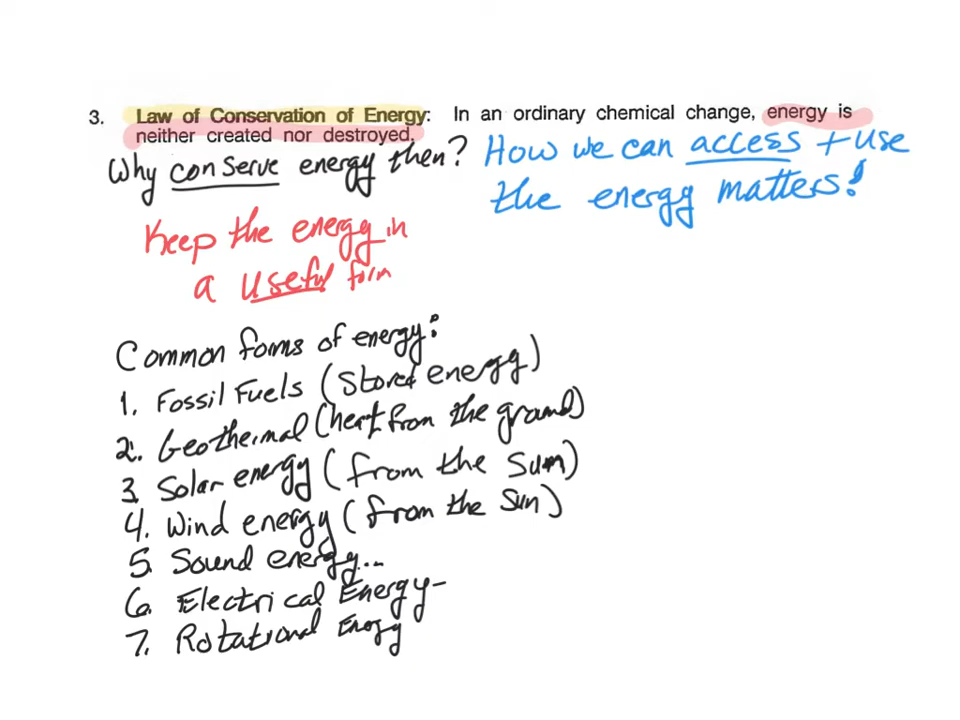 3. Law of Conservation of Energy: In an ordinary chemical change, energy is
neither created nor destroyed.
Why conserve energy then? How we can access + use
the energy matters!
Keep the energy in
a useful form
Common forms of energy:
1. Fossil Fuels (Stored energy)
2. Geothermal (heat from the ground)
3. Solar energy (from the Sun)
4. Wind energy (from the Sun)
5. Sound energy...
6. Electrical Energy-
7. Rotational Energy